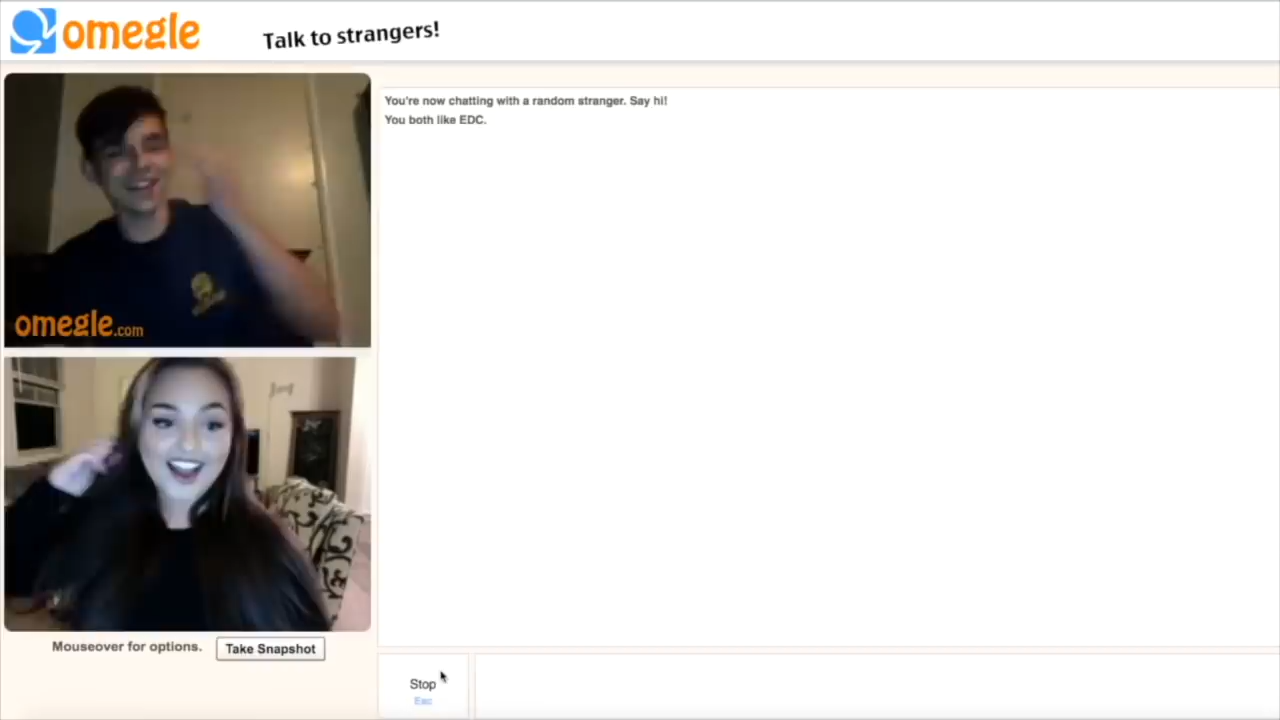 omegle
Talk to strangers!
You're now chatting with a random stranger. Say hi!
You both like EDC.
omegle.com
Mouseover for options.
Take Snapshot
Stop
Esc